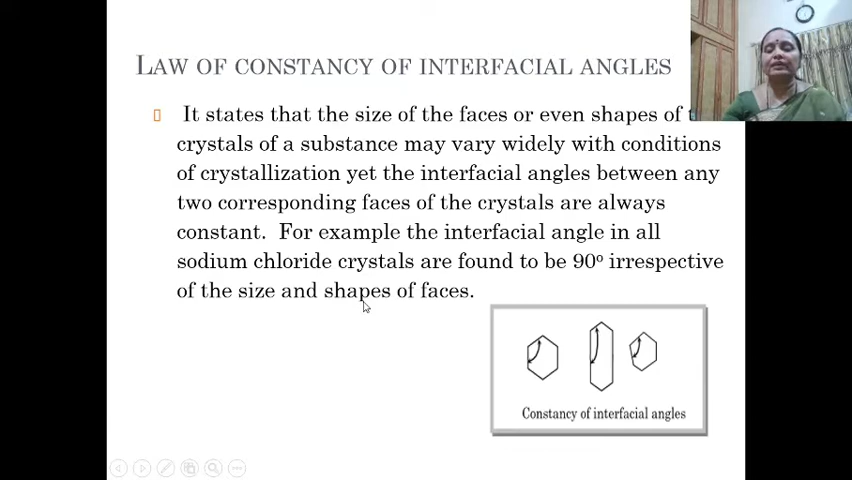 LAW OF CONSTANCY OF INTERFACIAL ANGLES
It states that the size of the faces or even shapes of
crystals of a substance may vary widely with conditions
of crystallization yet the interfacial angles between any
two corresponding faces of the crystals are always
constant. For example the interfacial angle in all
sodium chloride crystals are found to be 90º irrespective
of the size and shapes of faces.
Constancy of interfacial angles